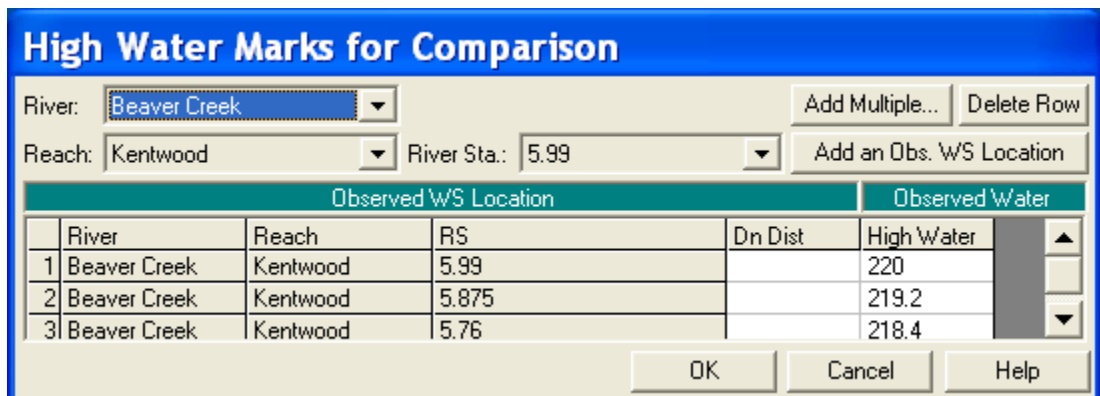 High Water Marks for Comparison
River: Beaver Creek Add Multiple... Delete Row
Reach: Kentwood River Sta.: 5.99 Add an Obs. WS Location
Observed WS Location Observed Water
River Reach RS Dn Dist High Water
1 Beaver Creek Kentwood 5.99 220
2 Beaver Creek Kentwood 5.875 219.2
3 Beaver Creek Kentwood 5.76 218.4
OK Cancel Help